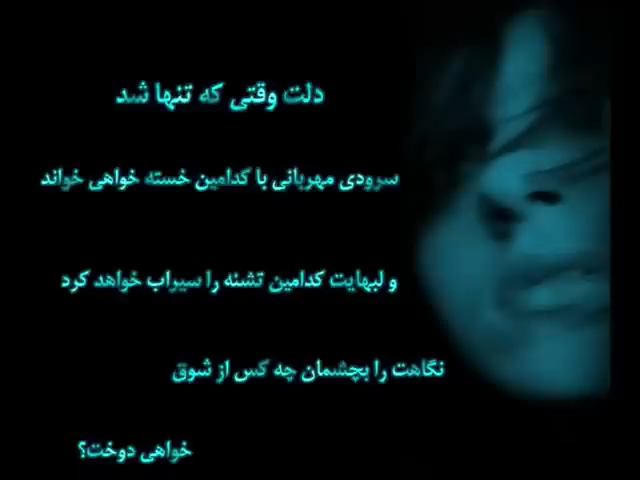 دلت وقتی که تنها شد
سرودی مهربانی با کدامین خسته خواهی خواند
و لبهایت کدامین تشنه را سیراب خواهد کرد
نگاهت را بچشمان چه کس از شوق
خواهی دوخت؟